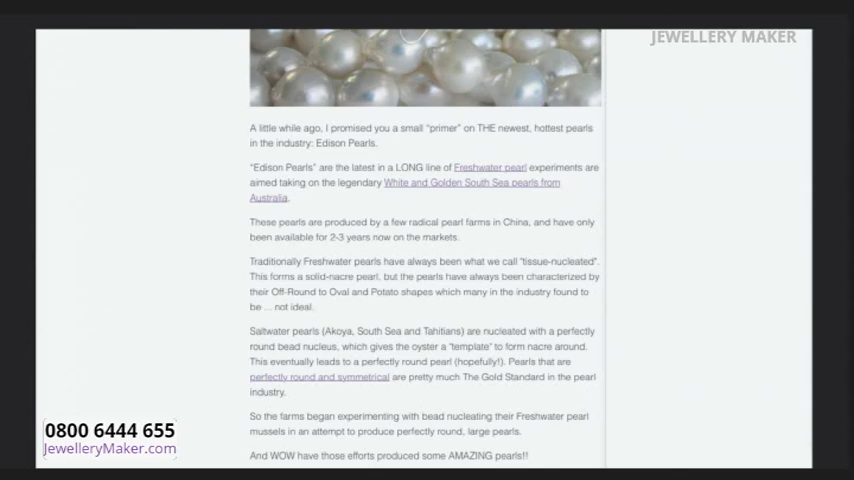 JEWELLERY MAKER
A little while ago, I promised you a small "primer" on THE newest, hottest pearls
in the industry: Edison Pearls.
"Edison Pearls" are the latest in a LONG line of Freshwater pearl experiments are
aimed taking on the legendary White and Golden South Sea pearls from
Australia.
These pearls are produced by a few radical pearl farms in China, and have only
been available for 2-3 years now on the markets.
Traditionally Freshwater pearls have always been what we call "tissue-nucleated".
This forms a solid-nacre pearl, but the pearls have always been characterized by
their Off-Round to Oval and Potato shapes which many in the industry found to
be ... not ideal.
Saltwater pearls (Akoya, South Sea and Tahitians) are nucleated with a perfectly
round bead nucleus, which gives the oyster a "template" to form nacre around.
This eventually leads to a perfectly round pearl (hopefully!). Pearls that are
perfectly round and symmetrical are pretty much The Gold Standard in the pearl
industry.
So the farms began experimenting with bead nucleating their Freshwater pearl
mussels in an attempt to produce perfectly round, large pearls.
And WOW have those efforts produced some AMAZING pearls!!
0800 6444 655
JewelleryMaker.com